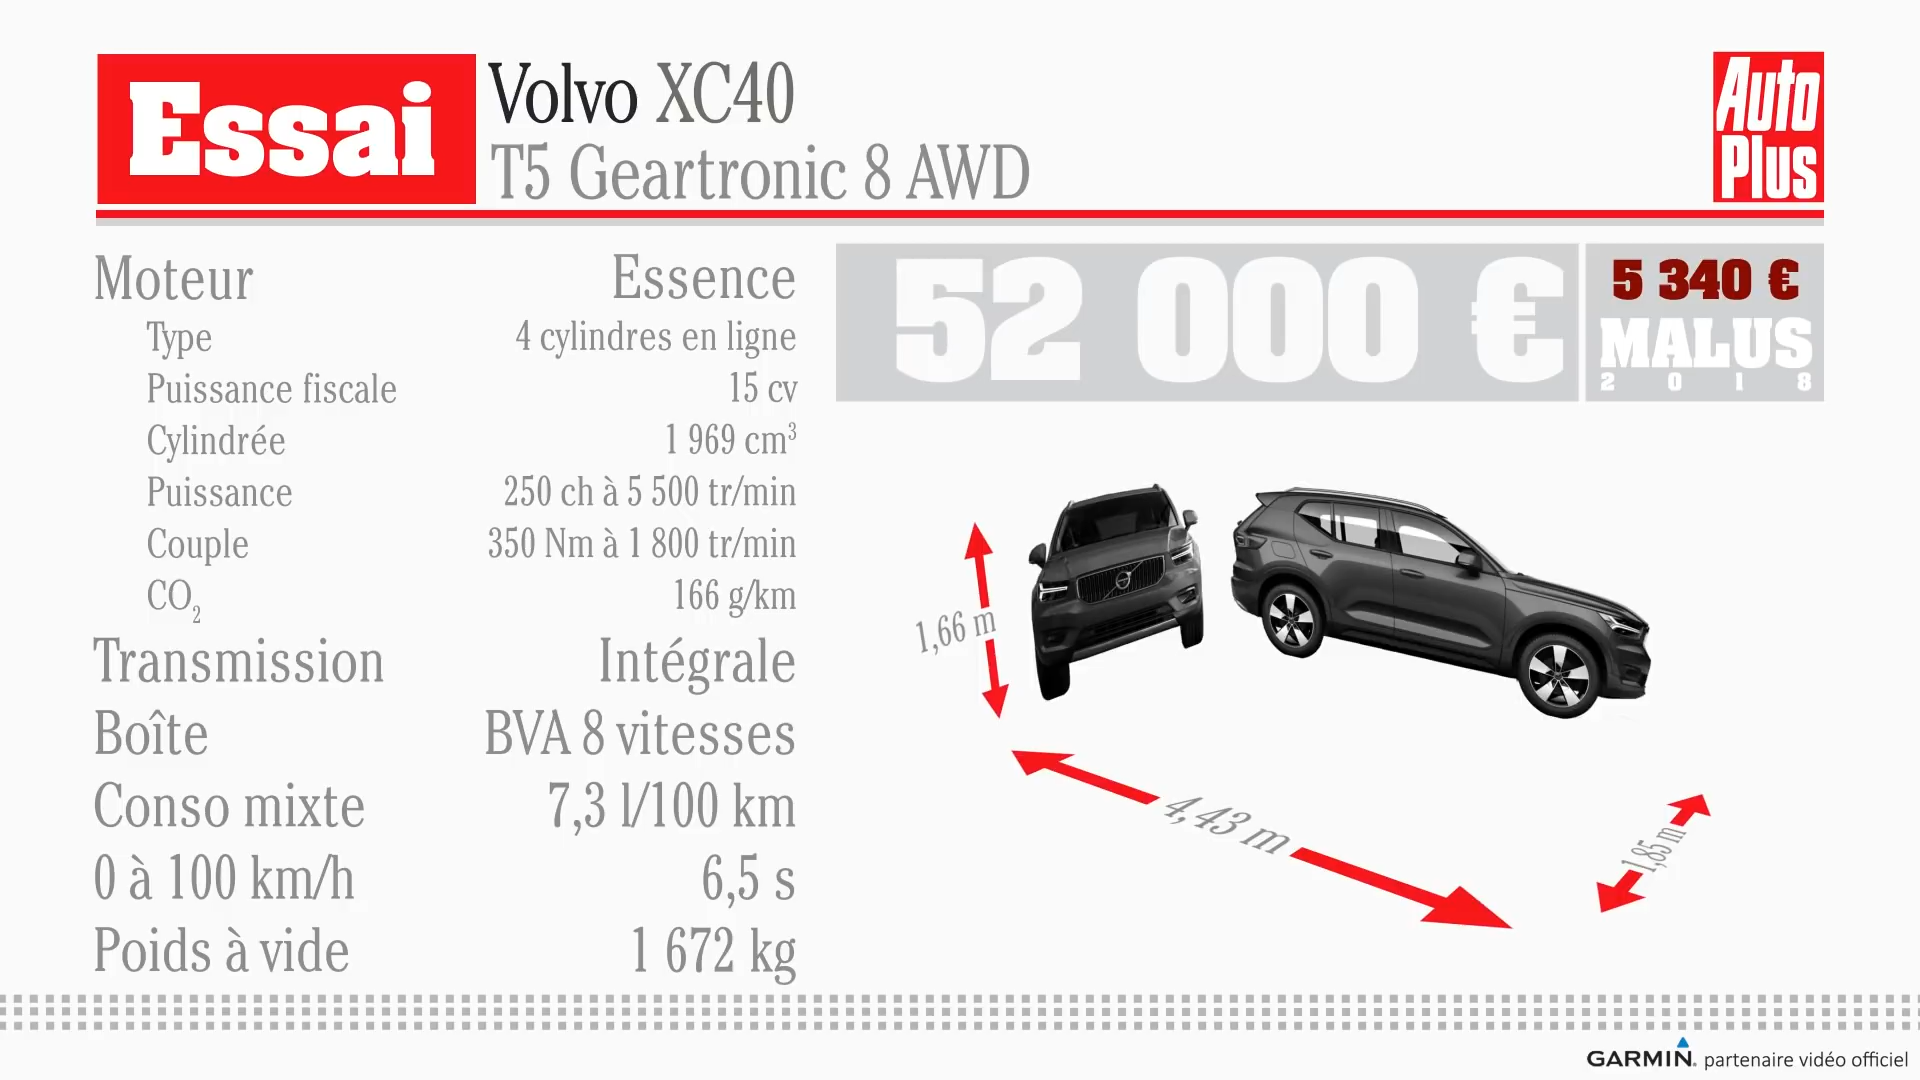 Essai
Volvo XC40
T5 Geartronic 8 AWD
Auto
Plus
Moteur Essence
Type 4 cylindres en ligne
Puissance fiscale 15 cv
Cylindrée 1 969 cm³
Puissance 250 ch à 5 500 tr/min
Couple 350 Nm à 1 800 tr/min
CO₂ 166 g/km
Transmission Intégrale
Boîte BVA 8 vitesses
Conso mixte 7,3 l/100 km
0 à 100 km/h 6,5 s
Poids à vide 1 672 kg
52 000 €
5 340 €
MALUS
2018
1,66 m
4,43 m
1,85 m
GARMIN. partenaire vidéo officiel